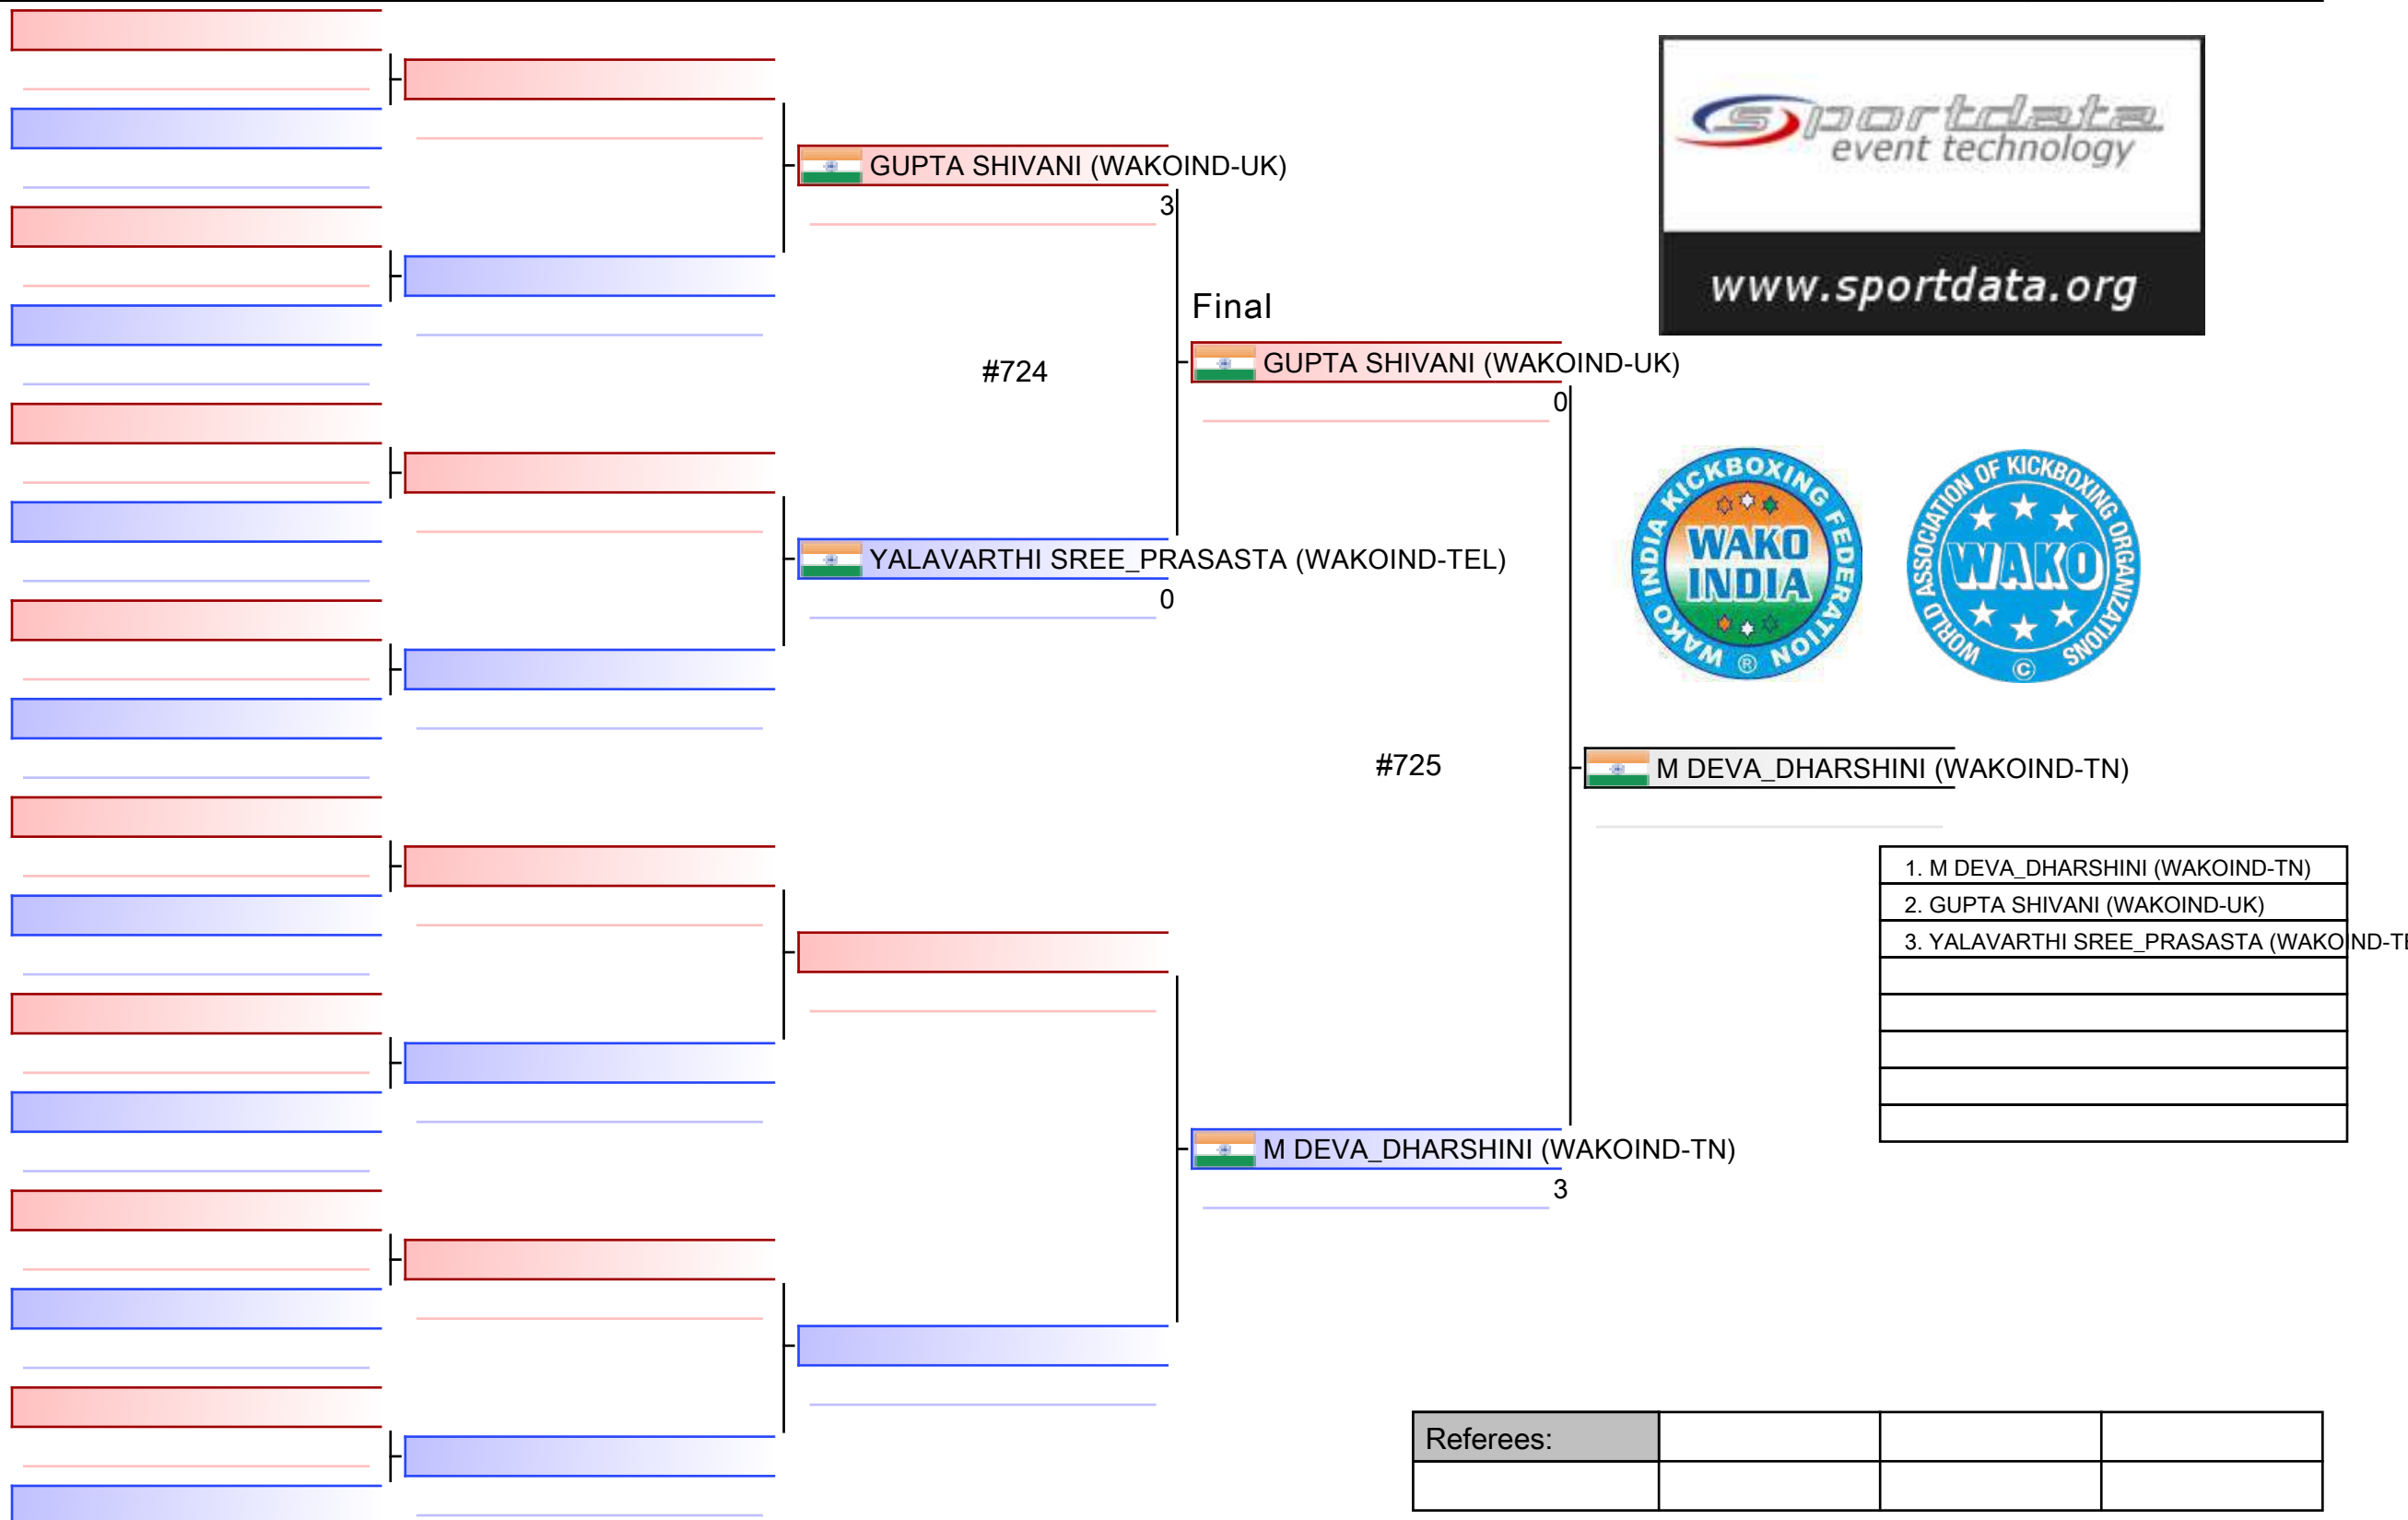 sportdata
event technology
www.sportdata.org
GUPTA SHIVANI (WAKOIND-UK)
3
Final
#724
GUPTA SHIVANI (WAKOIND-UK)
0
WAKO INDIA KICKBOXING FEDERATION
WAKO
INDIA
®
WORLD ASSOCIATION OF KICKBOXING ORGANIZATIONS
WAKO
©
YALAVARTHI SREE_PRASASTA (WAKOIND-TEL)
0
#725
M DEVA_DHARSHINI (WAKOIND-TN)
1. M DEVA_DHARSHINI (WAKOIND-TN)
2. GUPTA SHIVANI (WAKOIND-UK)
3. YALAVARTHI SREE_PRASASTA (WAKOIND-TE
M DEVA_DHARSHINI (WAKOIND-TN)
3
Referees: